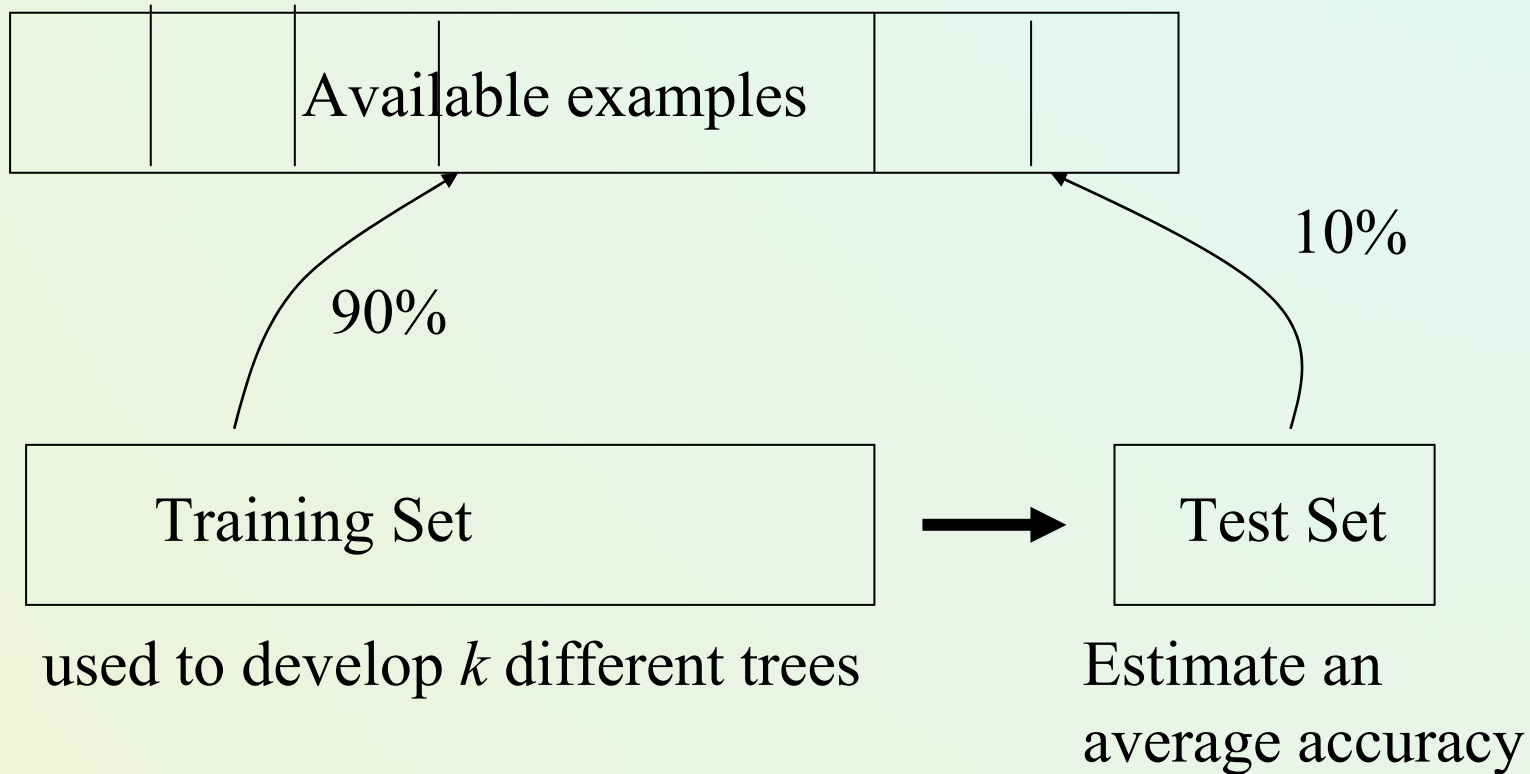 Available examples
10%
90%
Training Set
Test Set
used to develop k different trees
Estimate an
average accuracy